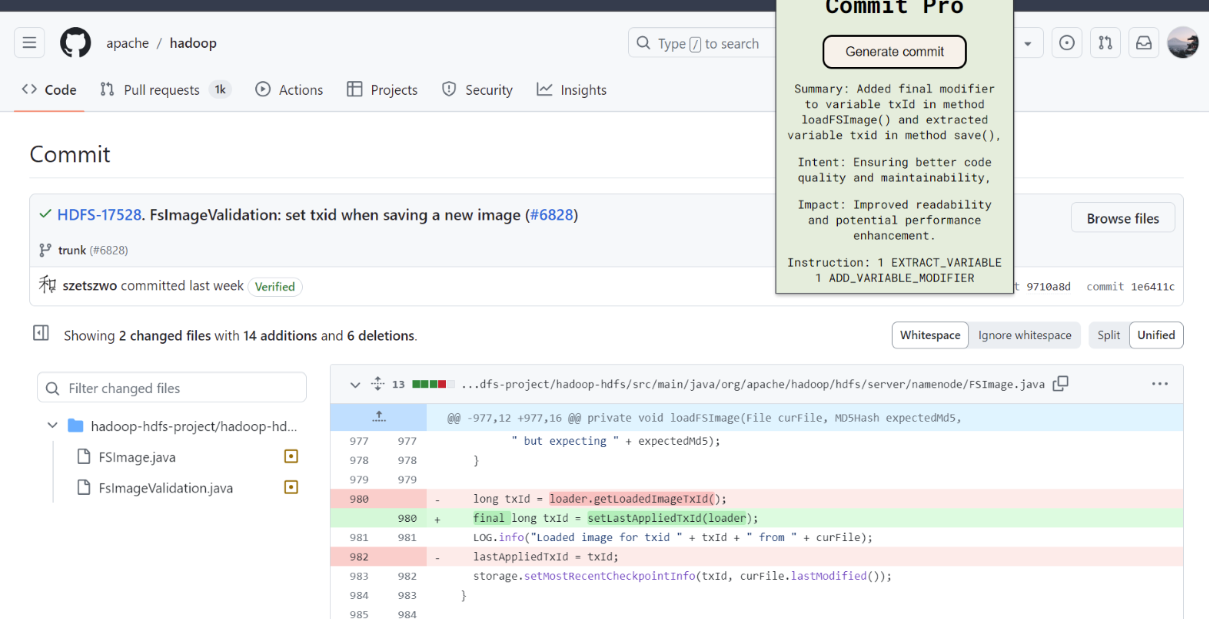 Commit Pro
apache / hadoop
Type / to search
Generate commit
Code
Pull requests 1k
Actions
Projects
Security
Insights
Summary: Added final modifier
to variable txId in method
loadFSImage() and extracted
variable txid in method save(),
Intent: Ensuring better code
quality and maintainability,
Impact: Improved readability
and potential performance
enhancement.
Instruction: 1 EXTRACT_VARIABLE
1 ADD_VARIABLE_MODIFIER
Commit
HDFS-17528. FsImageValidation: set txid when saving a new image (#6828)
Browse files
trunk (#6828)
szetszwo committed last week Verified
t 9710a8d commit 1e6411c
Showing 2 changed files with 14 additions and 6 deletions.
Whitespace Ignore whitespace Split Unified
Filter changed files
hadoop-hdfs-project/hadoop-hd...
FSImage.java
FsImageValidation.java
13 ...dfs-project/hadoop-hdfs/src/main/java/org/apache/hadoop/hdfs/server/namenode/FSImage.java
@@ -977,12 +977,16 @@ private void loadFSImage(File curFile, MD5Hash expectedMd5,
977 977 " but expecting " + expectedMd5);
978 978 }
979 979
980 - long txId = loader.getLoadedImageTxId();
980 + final long txId = setLastAppliedTxId(loader);
981 981 LOG.info("Loaded image for txid " + txId + " from " + curFile);
982 - lastAppliedTxId = txId;
983 982 storage.setMostRecentCheckpointInfo(txId, curFile.lastModified());
984 983 }
985 984